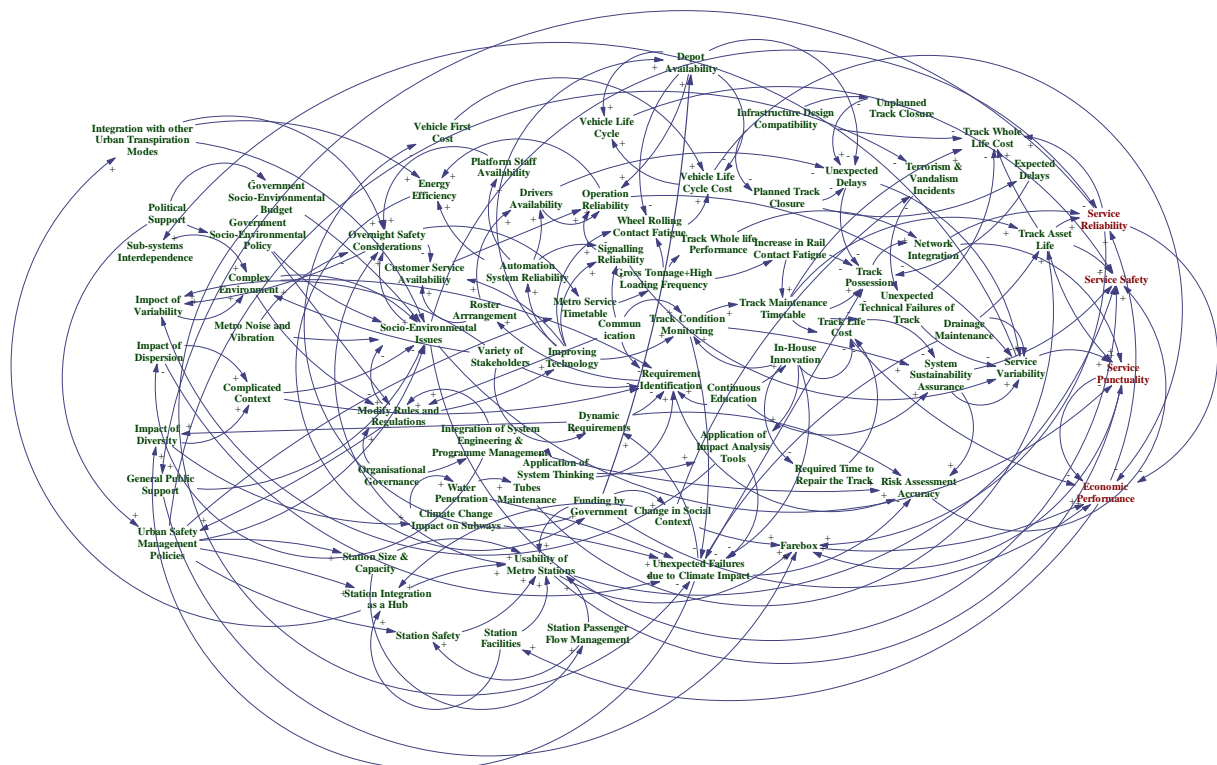 Depot
Availability
Infrastructure Design
Compatibility
Unplanned
Track Closure
Vehicle Life
Cycle
Integration with other
Urban Transpiration
Modes
Vehicle First
Cost
Track Whole
Life Cost
Platform Staff
Availability
Expected
Delays
Terrorism &
Vandalism
Incidents
Unexpected
Delays
Vehicle Life
Cycle Cost
Energy
Efficiency
Government
Socio-Environmental
Budget
Drivers
Availability
Operation
Reliability
Planned Track
Closure
Political
Support
Government
Socio-Environmental
Policy
Service
Reliability
Wheel Rolling
Contact Fatigue
Track Asset
Life
Overnight Safety
Considerations
Track Whole life
Performance
Increase in Rail
Contact Fatigue
Network
Integration
Sub-systems
Interdependence
Signalling
Reliability
Customer Service
Availability
Automation
System Reliability
Gross Tonnage+High
Loading Frequency
Track
Possession
Service Safety
Complex
Environment
Impoct of
Variability
Roster
Arrrangement
Metro Service
Timetable
Track Maintenance
Timetable
Unexpected
Technical Failures of
Track
Metro Noise and
Vibration
Socio-Environmental
Issues
Commun
ication
Track Condition
Monitoring
Track Life
Cost
Drainage
Maintenance
Impact of
Dispersion
Variety of
Stakeholders
Improving
Technology
In-House
Innovation
Service
Variability
System
Sustainability
Assurance
Service
Punctuality
Requirement
Identification
Complicated
Context
Continuous
Education
Modify Rules and
Regulations
Dynamic
Requirements
Impact of
Diversity
Integration of System
Engineering &
Programme Management
Application of
Impact Analysis
Tools
Organisational
Governance
Application of
System Thinking
Required Time to
Repair the Track
General Public
Support
Risk Assessment
Accuracy
Water
Penetration
Tubes
Maintenance
Economic
Performance
Funding by
Government
Change in Social
Context
Climate Change
Impact on Subways
Urban Safety
Management
Policies
Farebox
Station Size &
Capacity
Usability of
Metro Stations
Unexpected Failures
due to Climate Impact
Station Integration
as a Hub
Station Safety
Station
Facilities
Station Passenger
Flow Management